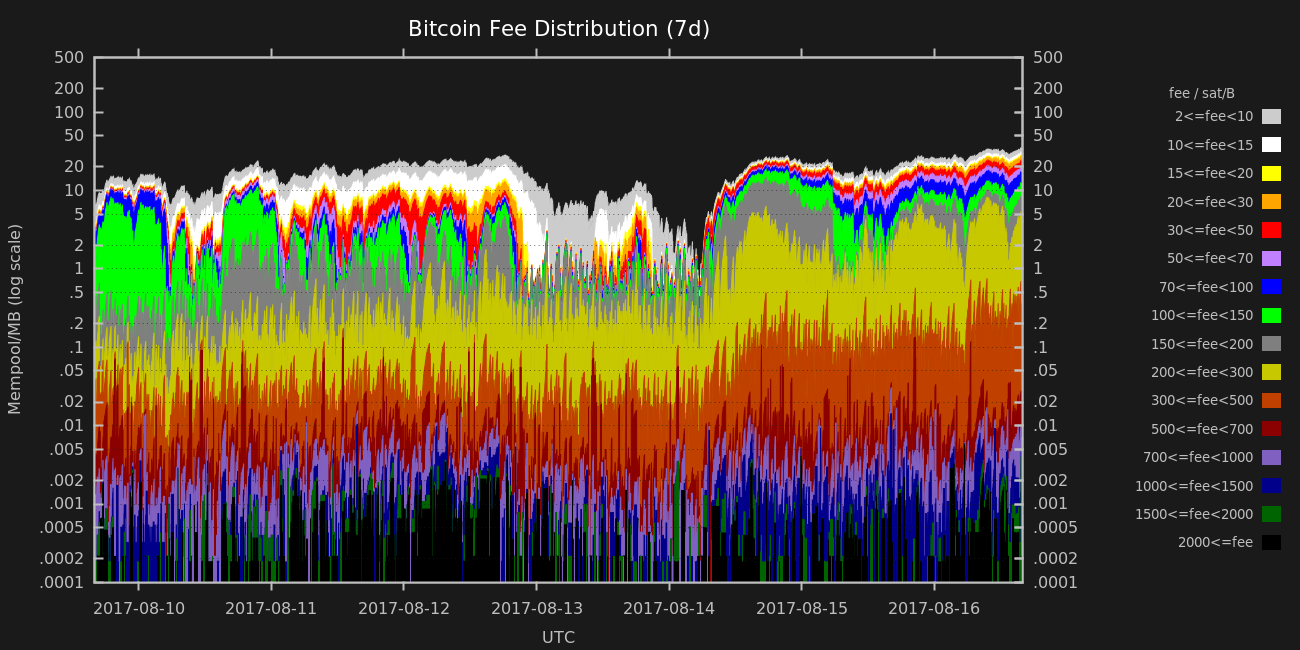 Bitcoin Fee Distribution (7d)
500
200
100
50
20
10
5
2
1
.5
.2
.1
.05
.02
.01
.005
.002
.001
.0005
.0002
.0001
Mempool/MB (log scale)
500
200
100
50
20
10
5
2
1
.5
.2
.1
.05
.02
.01
.005
.002
.001
.0005
.0002
.0001
2017-08-10 2017-08-11 2017-08-12 2017-08-13 2017-08-14 2017-08-15 2017-08-16
UTC
fee / sat/B
2<=fee<10
10<=fee<15
15<=fee<20
20<=fee<30
30<=fee<50
50<=fee<70
70<=fee<100
100<=fee<150
150<=fee<200
200<=fee<300
300<=fee<500
500<=fee<700
700<=fee<1000
1000<=fee<1500
1500<=fee<2000
2000<=fee